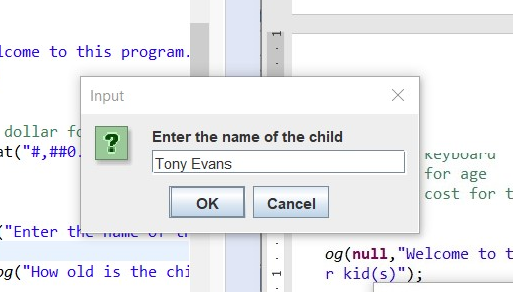 lcome to this program.
Input
dollar fo
at("#,##0.
Enter the name of the child
Tony Evans
OK
Cancel
keyboard
for age
cost for t
("Enter the name of t
og(null,"Welcome to t
og("How old is the chi
r kid(s)");